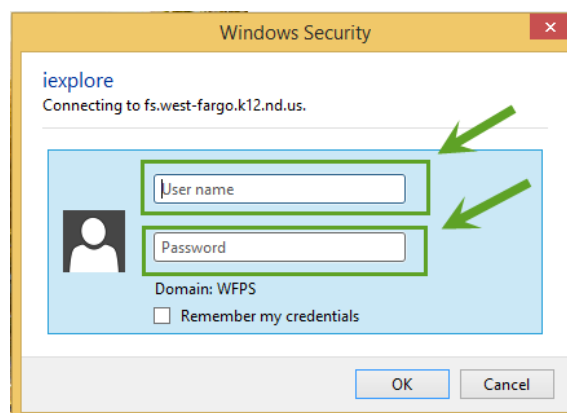 Windows Security
iexplore
Connecting to fs.west-fargo.k12.nd.us.
User name
Password
Domain: WFPS
Remember my credentials
OK
Cancel